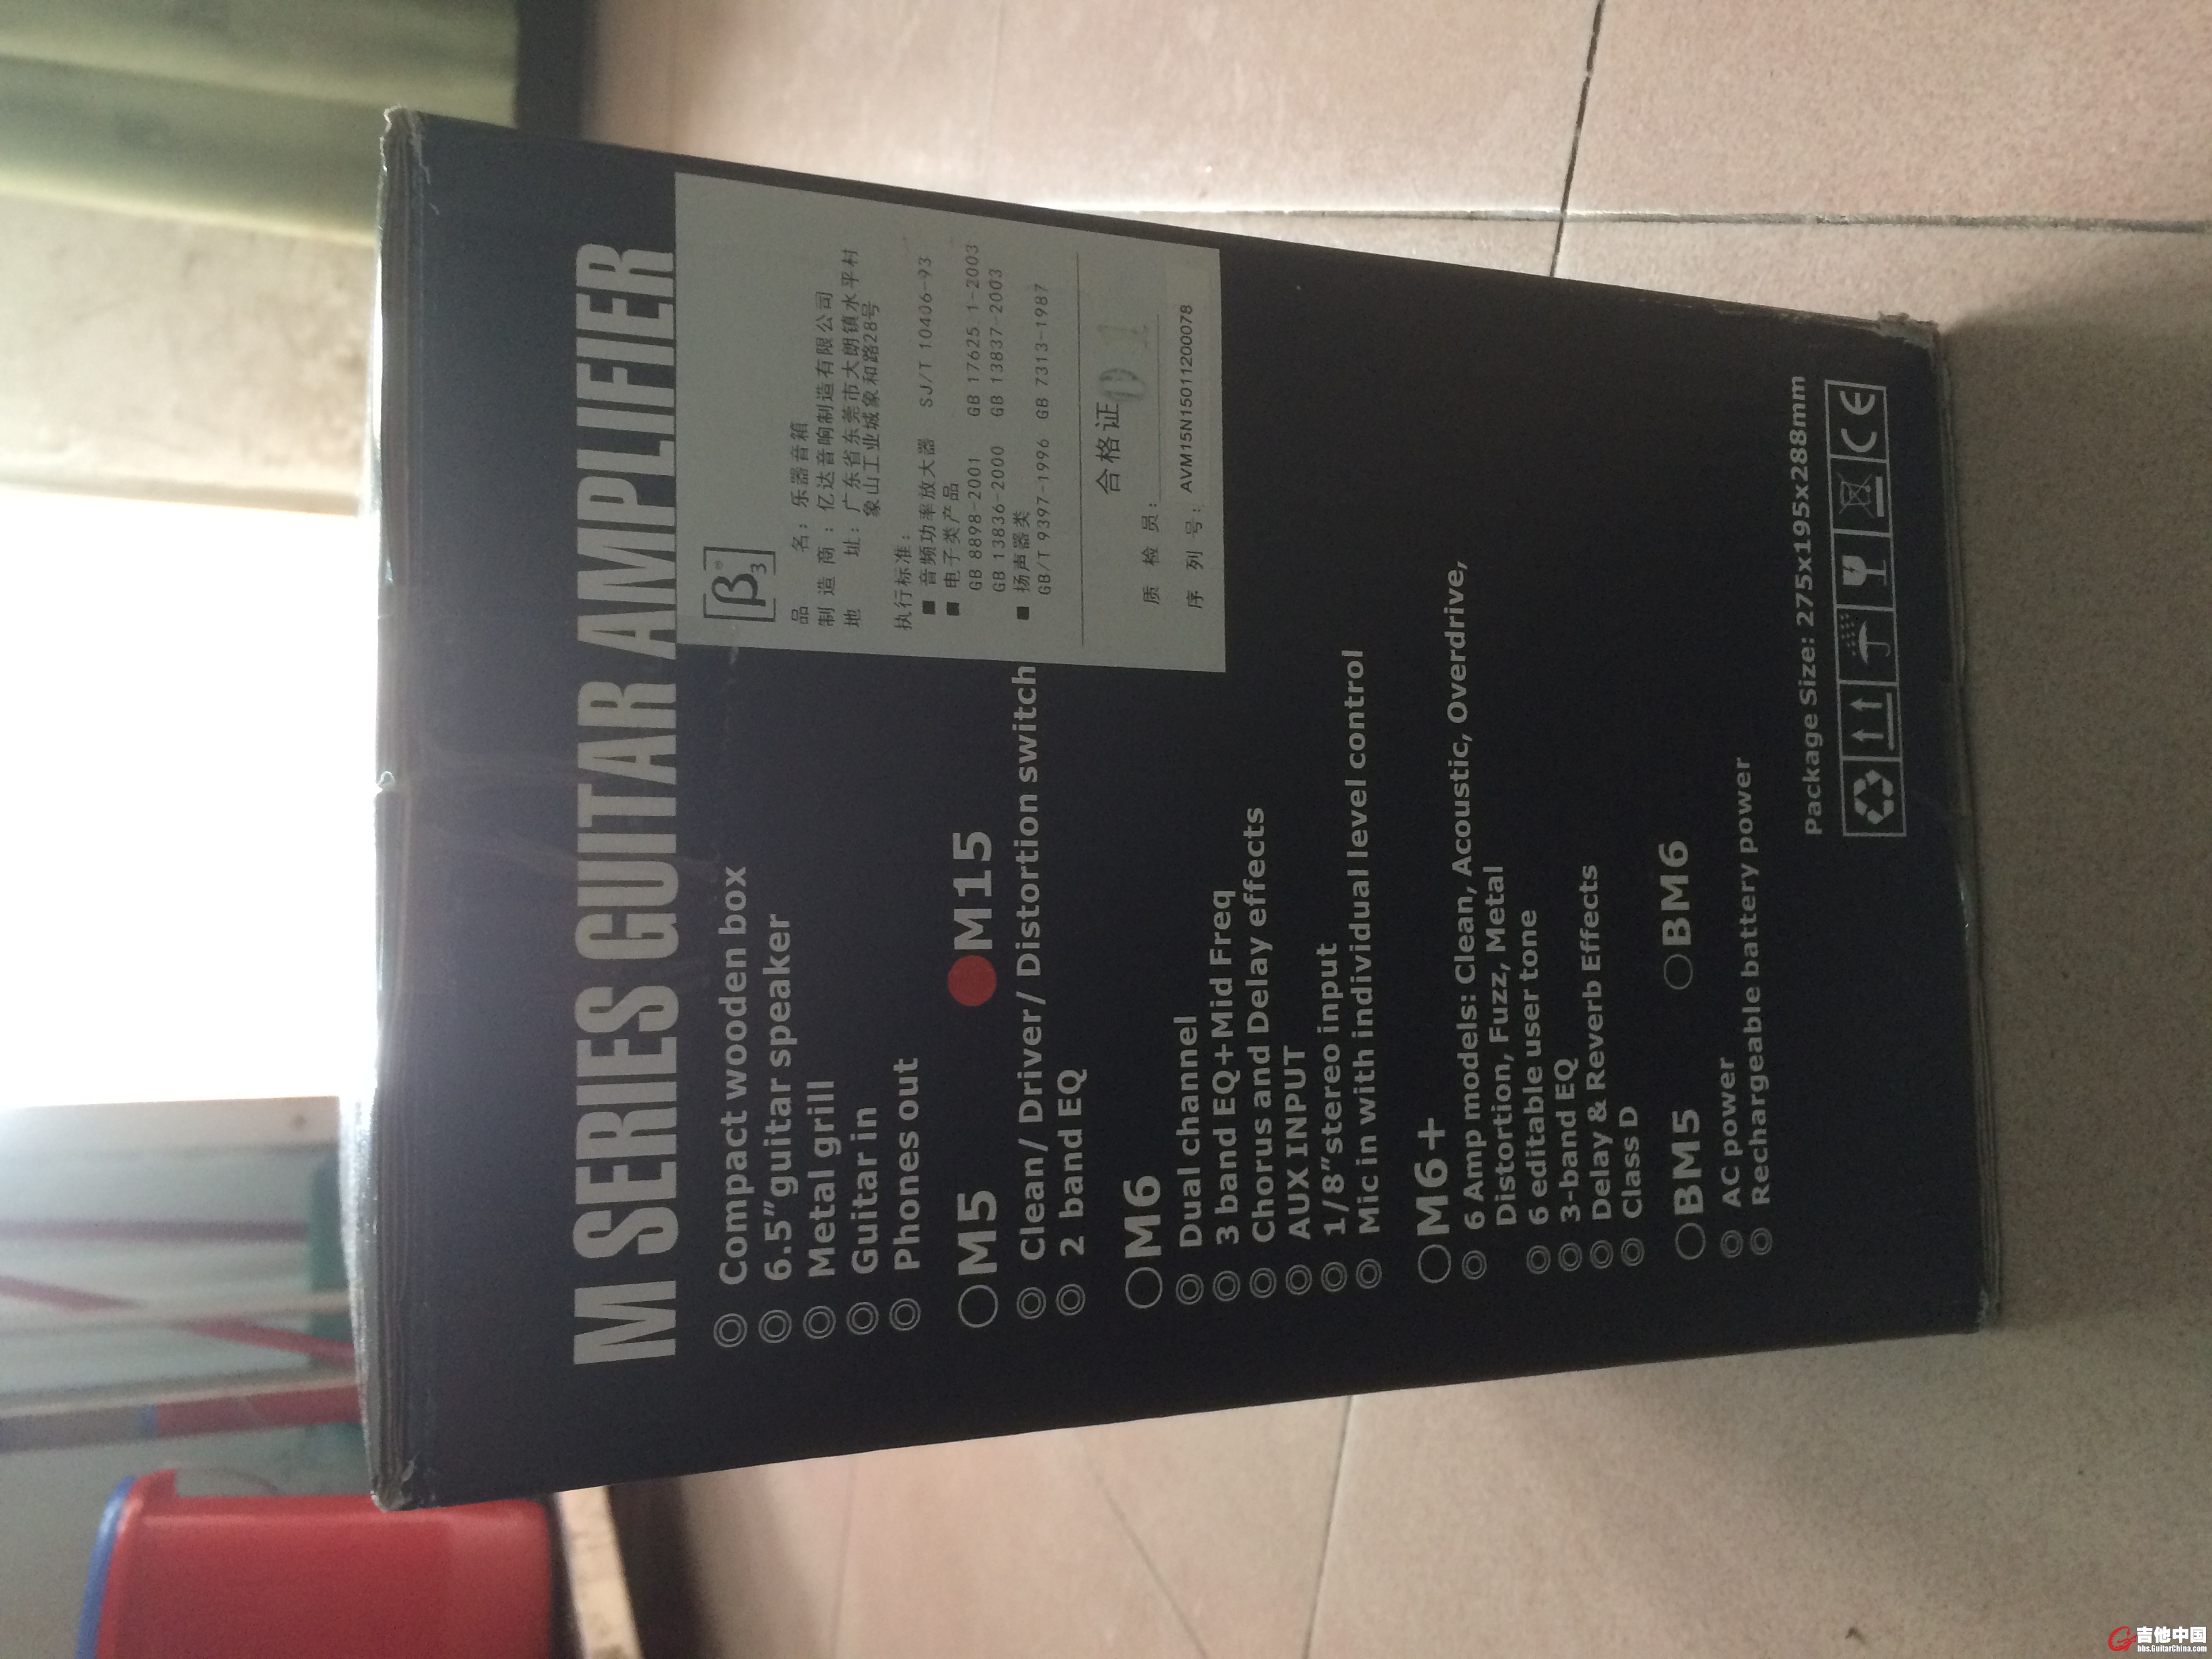 M SERIES GUITAR AMPLIFIER
◎ Compact wooden box
◎ 6.5”guitar speaker
◎ Metal grill
◎ Guitar in
◎ Phones out
○M5 ●M15
◎ Clean/ Driver/ Distortion switch
◎ 2 band EQ
○M6
◎ Dual channel
◎ 3 band EQ+Mid Freq
◎ Chorus and Delay effects
◎ AUX INPUT
◎ 1/8”stereo input
◎ Mic in with individual level control
○M6+
◎ 6 Amp models: Clean, Acoustic, Overdrive,
Distortion, Fuzz, Metal
◎ 6 editable user tone
◎ 3-band EQ
◎ Delay & Reverb Effects
◎ Class D
○BM5 ○BM6
◎ AC power
◎ Rechargeable battery power
Package Size: 275x195x288mm
CE
β3®
品 名：乐器音箱
制 造 商：亿达音响制造有限公司
地 址：广东省东莞市大朗镇水平村
象山工业城象和路28号
执行标准：
■ 音频功率放大器 SJ/T 10406-93
■ 电子类产品
GB 8898-2001 GB 17625 1-2003
GB 13836-2000 GB 13837-2003
■ 扬声器类
GB/T 9397-1996 GB 7313-1987
合格证
质 检 员：
序 列 号：AVM15N15011200078
吉他中国
bbs.GuitarChina.com